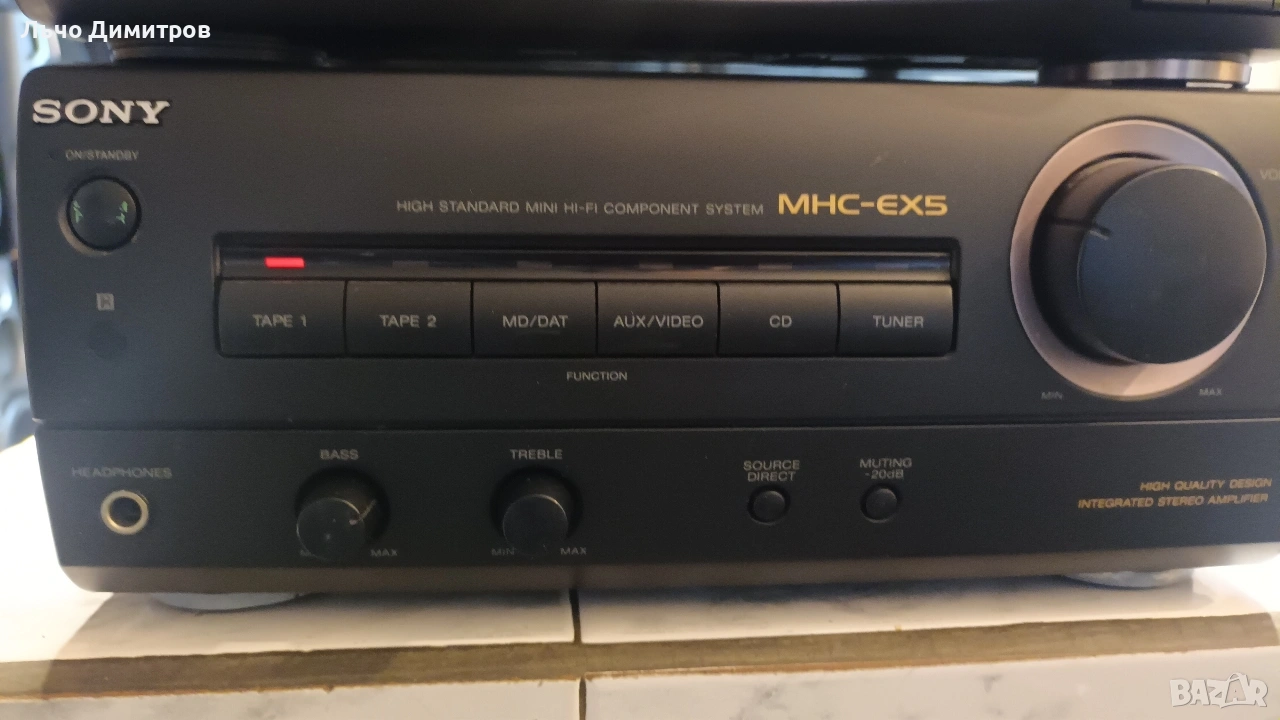 Лъчо Димитров
SONY
ON/STANDBY
HIGH STANDARD MINI HI-FI COMPONENT SYSTEM MHC-EX5
TAPE 1 TAPE 2 MD/DAT AUX/VIDEO CD TUNER
FUNCTION
MIN MAX
HEADPHONES
BASS
MAX
TREBLE
MIN MAX
SOURCE
DIRECT
MUTING
-20dB
HIGH QUALITY DESIGN
INTEGRATED STEREO AMPLIFIER
BAZAR